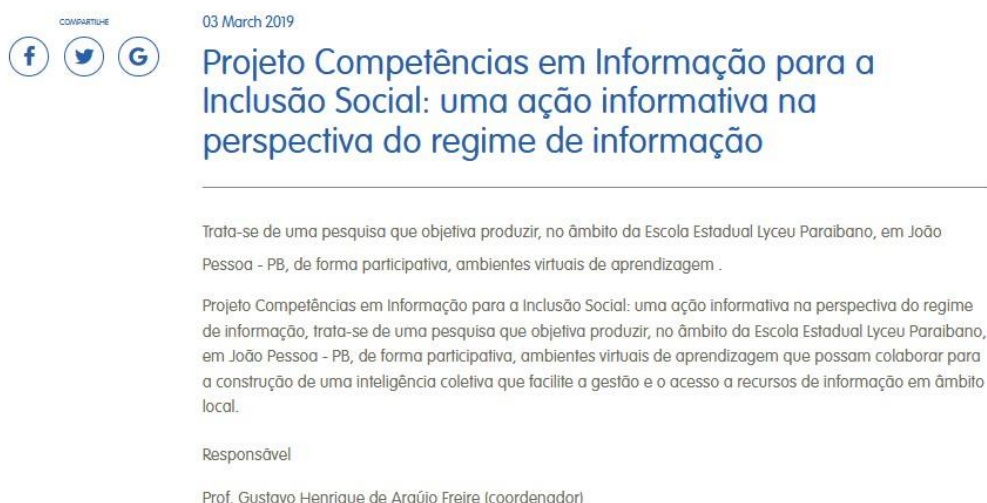 COMPARTILHE
03 March 2019
Projeto Competências em Informação para a
Inclusão Social: uma ação informativa na
perspectiva do regime de informação
Trata-se de uma pesquisa que objetiva produzir, no âmbito da Escola Estadual Lyceu Paraibano, em João
Pessoa - PB, de forma participativa, ambientes virtuais de aprendizagem .
Projeto Competências em Informação para a Inclusão Social: uma ação informativa na perspectiva do regime
de informação, trata-se de uma pesquisa que objetiva produzir, no âmbito da Escola Estadual Lyceu Paraibano,
em João Pessoa - PB, de forma participativa, ambientes virtuais de aprendizagem que possam colaborar para
a construção de uma inteligência coletiva que facilite a gestão e o acesso a recursos de informação em âmbito
local.
Responsável
Prof. Gustavo Henrique de Araújo Freire (coordenador)